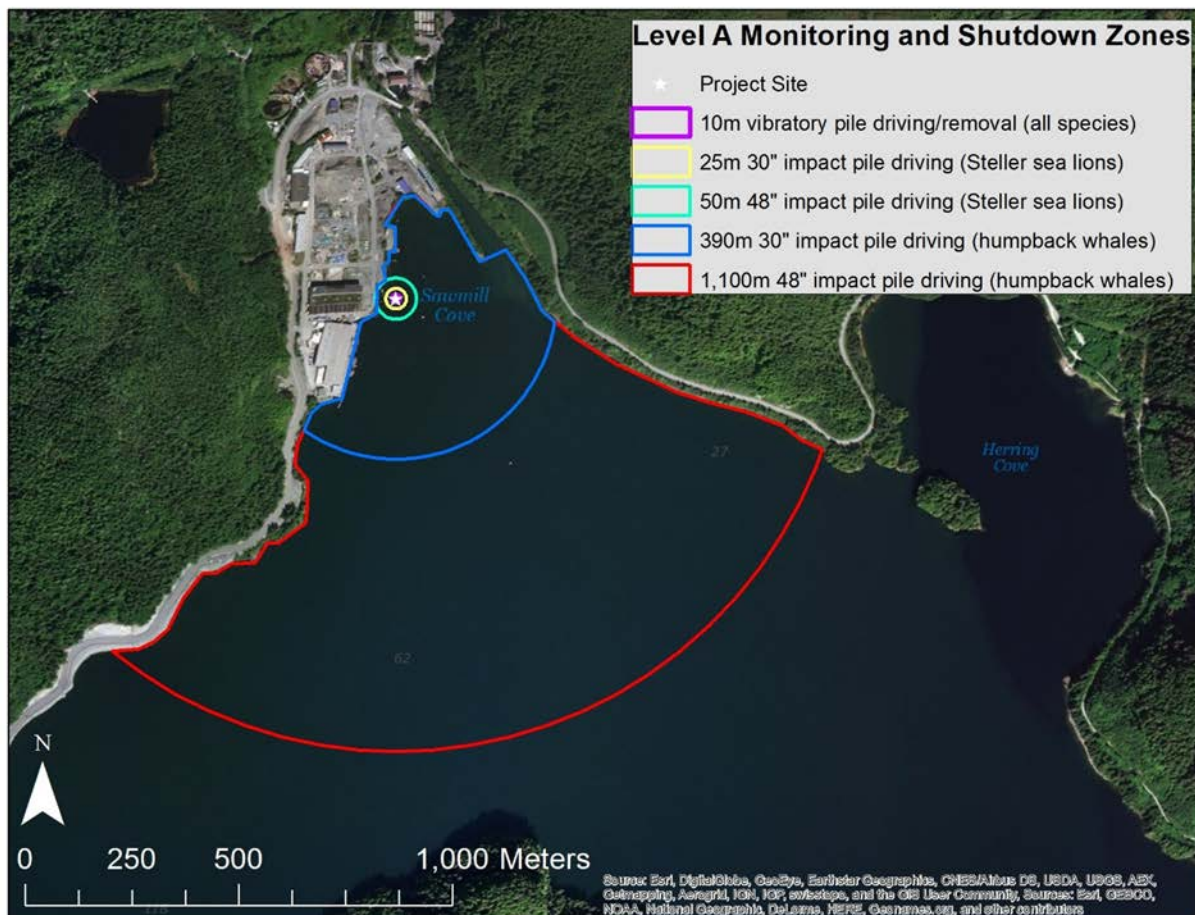 Level A Monitoring and Shutdown Zones
Project Site
10m vibratory pile driving/removal (all species)
25m 30" impact pile driving (Steller sea lions)
50m 48" impact pile driving (Steller sea lions)
390m 30" impact pile driving (humpback whales)
1,100m 48" impact pile driving (humpback whales)
Sawmill
Cove
27
Herring
Cove
62
N
0 250 500 1,000 Meters
Source: Esri, DigitalGlobe, GeoEye, Earthstar Geographics, CNES/Airbus DS, USDA, USGS, AEX,
Getmapping, Aerogrid, IGN, IGP, swisstopo, and the GIS User Community, Sources: Esri, GEBCO,
NOAA, National Geographic, DeLorme, HERE, Geonames.org, and other contributors